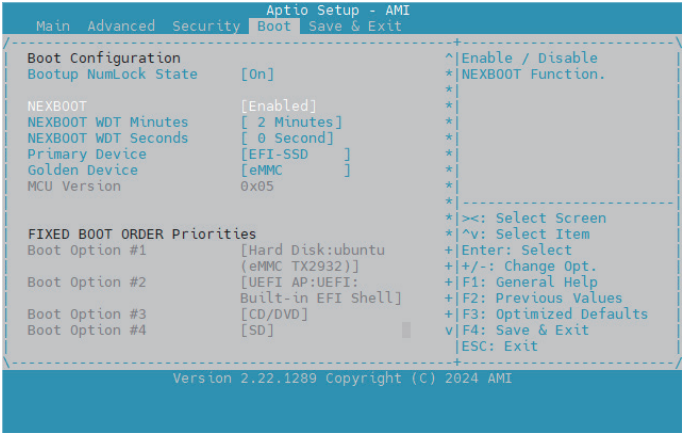 Aptio Setup - AMI
Main Advanced Security Boot Save & Exit
/-----------------------------------------------------+---------------------------\
| Boot Configuration ^|Enable / Disable |
| Bootup NumLock State [On] *|NEXBOOT Function. |
| *| |
| NEXBOOT [Enabled] *| |
| NEXBOOT WDT Minutes [ 2 Minutes] *| |
| NEXBOOT WDT Seconds [ 0 Second] *| |
| Primary Device [EFI-SSD ] *| |
| Golden Device [eMMC ] *| |
| MCU Version 0x05 *| |
| *|---------------------------|
| *|><: Select Screen |
| FIXED BOOT ORDER Priorities *|^v: Select Item |
| Boot Option #1 [Hard Disk:ubuntu +|Enter: Select |
| (eMMC TX2932)] +|+/-: Change Opt. |
| Boot Option #2 [UEFI AP:UEFI: +|F1: General Help |
| Built-in EFI Shell] +|F2: Previous Values |
| Boot Option #3 [CD/DVD] +|F3: Optimized Defaults |
| Boot Option #4 [SD] v|F4: Save & Exit |
| |ESC: Exit |
\-----------------------------------------------------+---------------------------/
Version 2.22.1289 Copyright (C) 2024 AMI